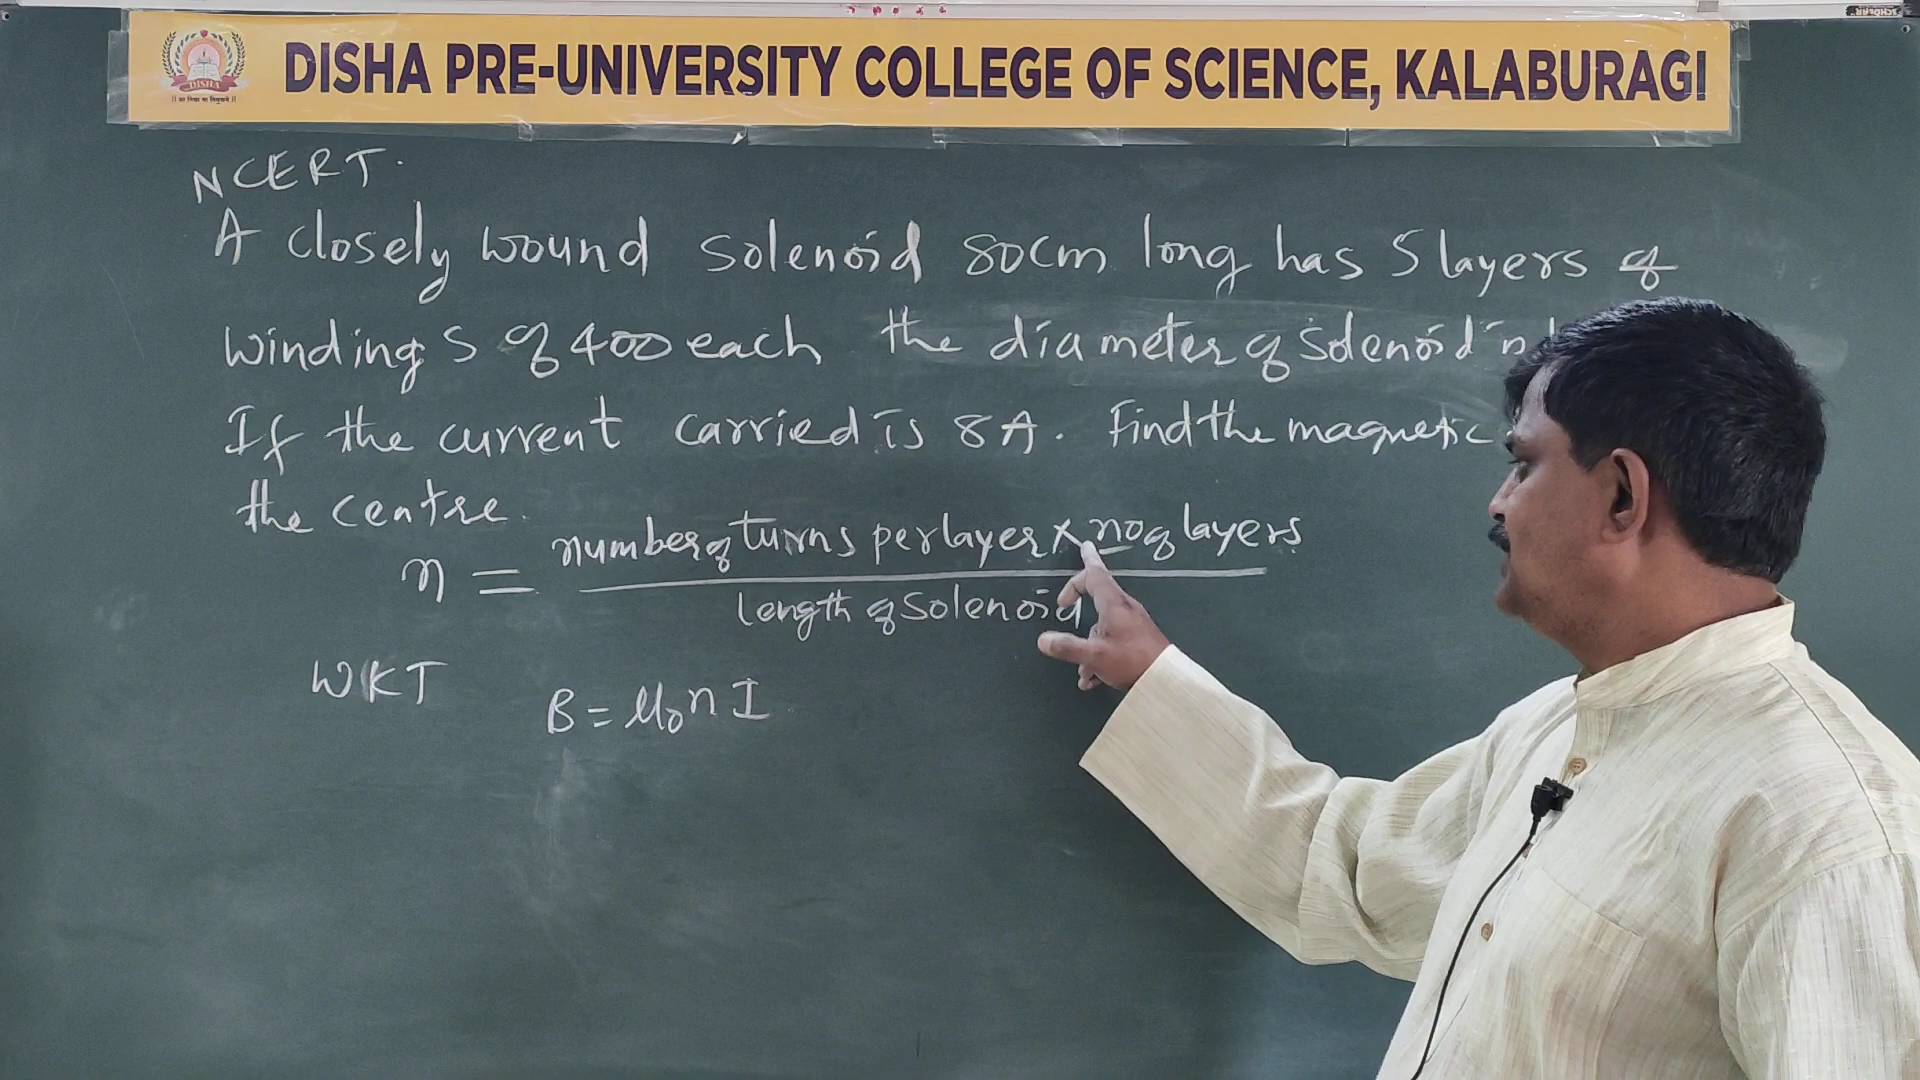 DISHA PRE-UNIVERSITY COLLEGE OF SCIENCE, KALABURAGI
DISHA
NCERT.
A closely wound solenoid 80cm long has 5 layers of
windings of 400 each the diameter of solenoid
If the current carried is 8A. Find the magnetic
the centre.
n = number of turns per layer × no of layers
length of solenoid
WKT B = μ₀nI